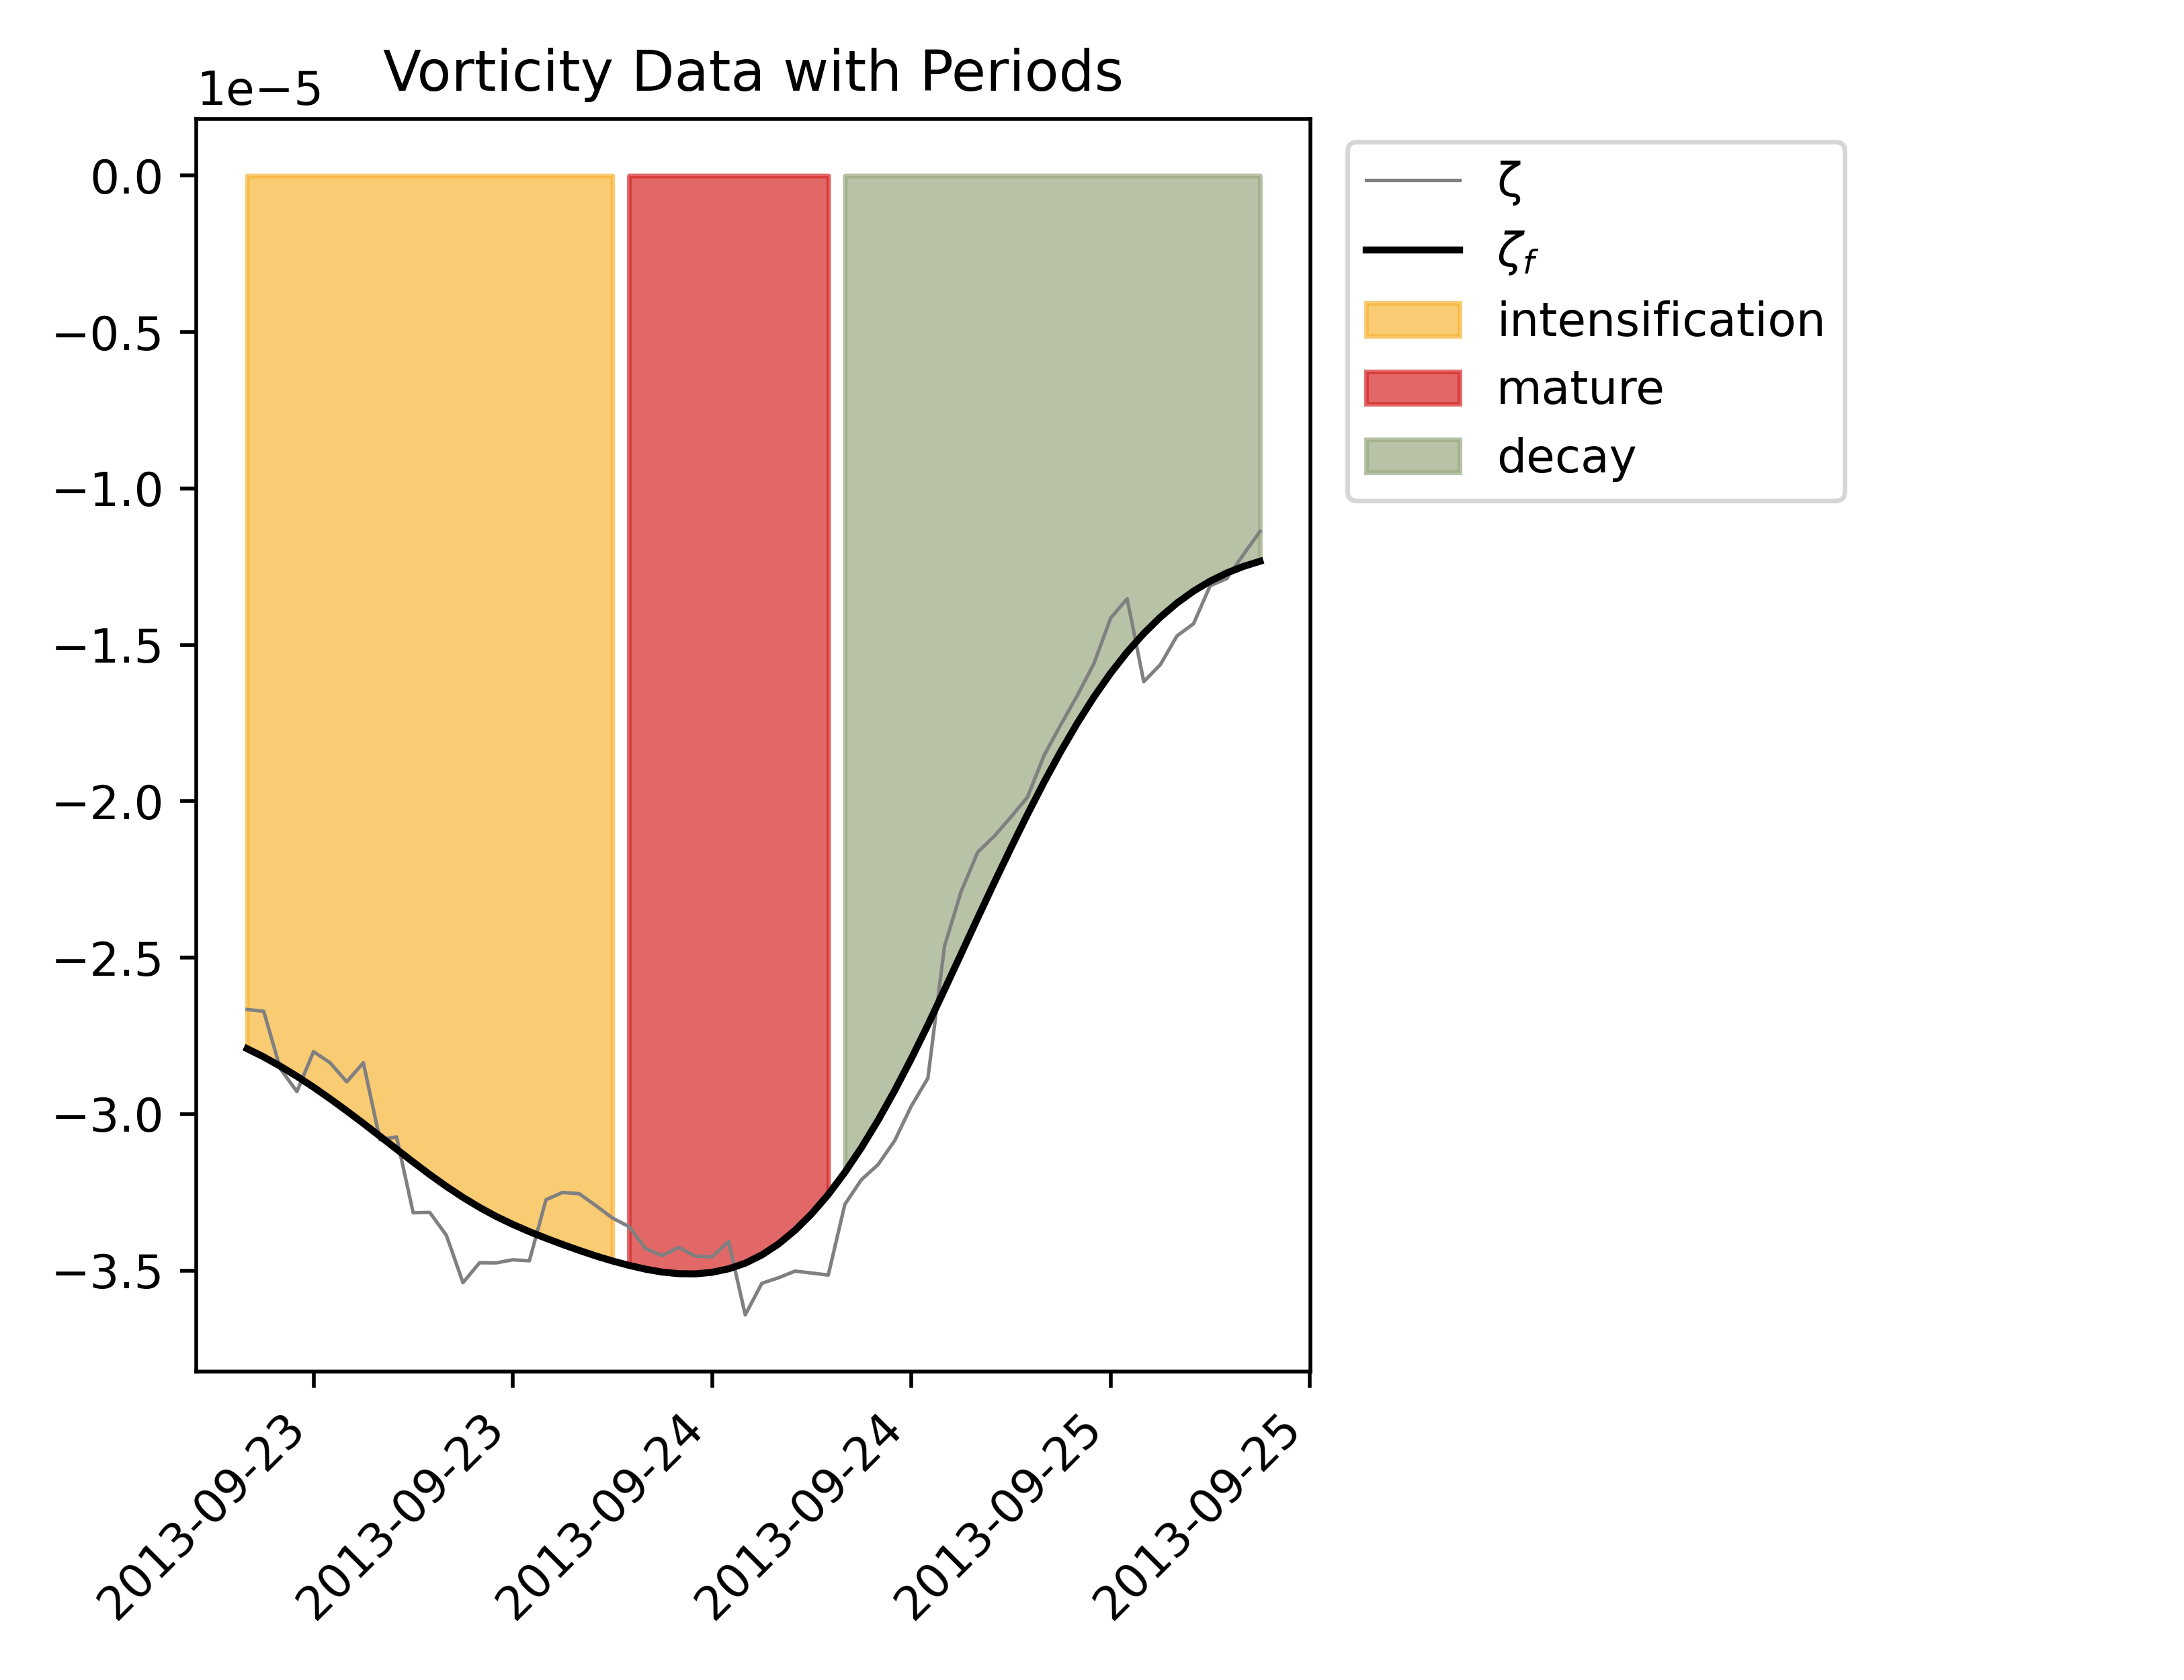 Vorticity Data with Periods
1e−5
0.0
−0.5
−1.0
−1.5
−2.0
−2.5
−3.0
−3.5
2013-09-23
2013-09-23
2013-09-24
2013-09-24
2013-09-25
2013-09-25
ζ
ζf
intensification
mature
decay